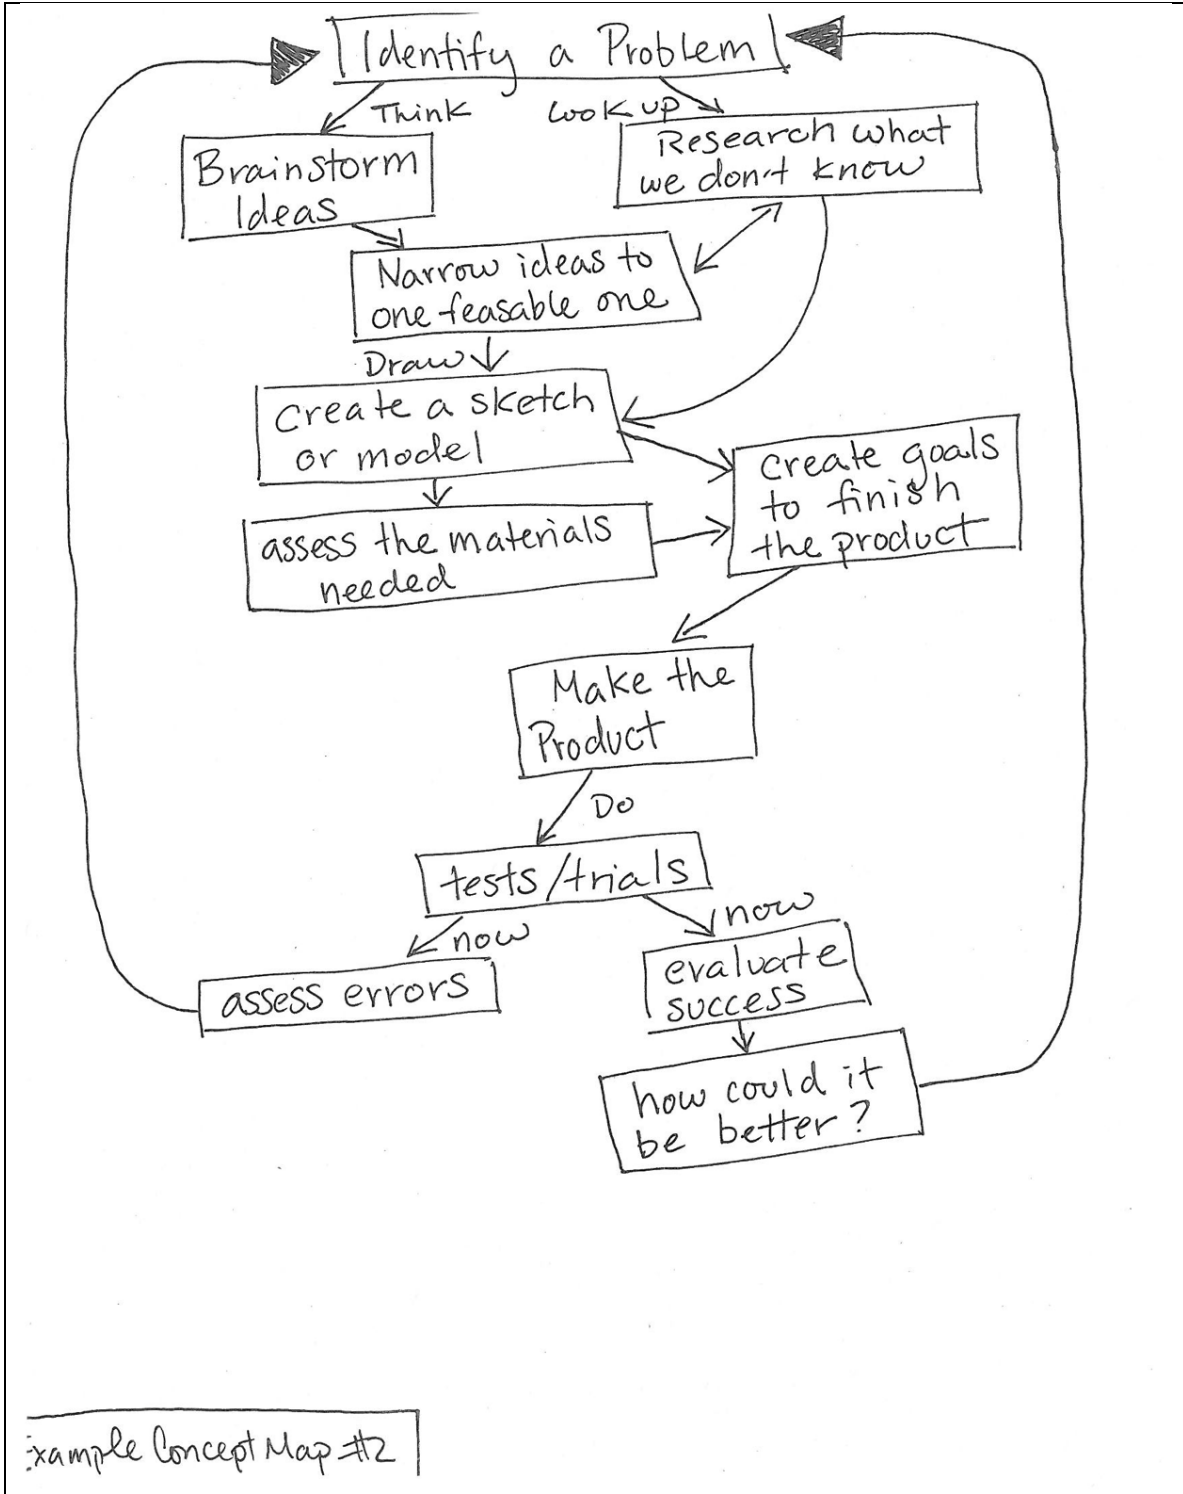 Identify a Problem
Think
Look up
Brainstorm
Ideas
Research what
we don't know
Narrow ideas to
one feasable one
Draw
Create a sketch
or model
create goals
to finish
the product
assess the materials
needed
Make the
Product
Do
tests/trials
now
now
assess errors
evaluate
success
how could it
be better?
Example Concept Map #2